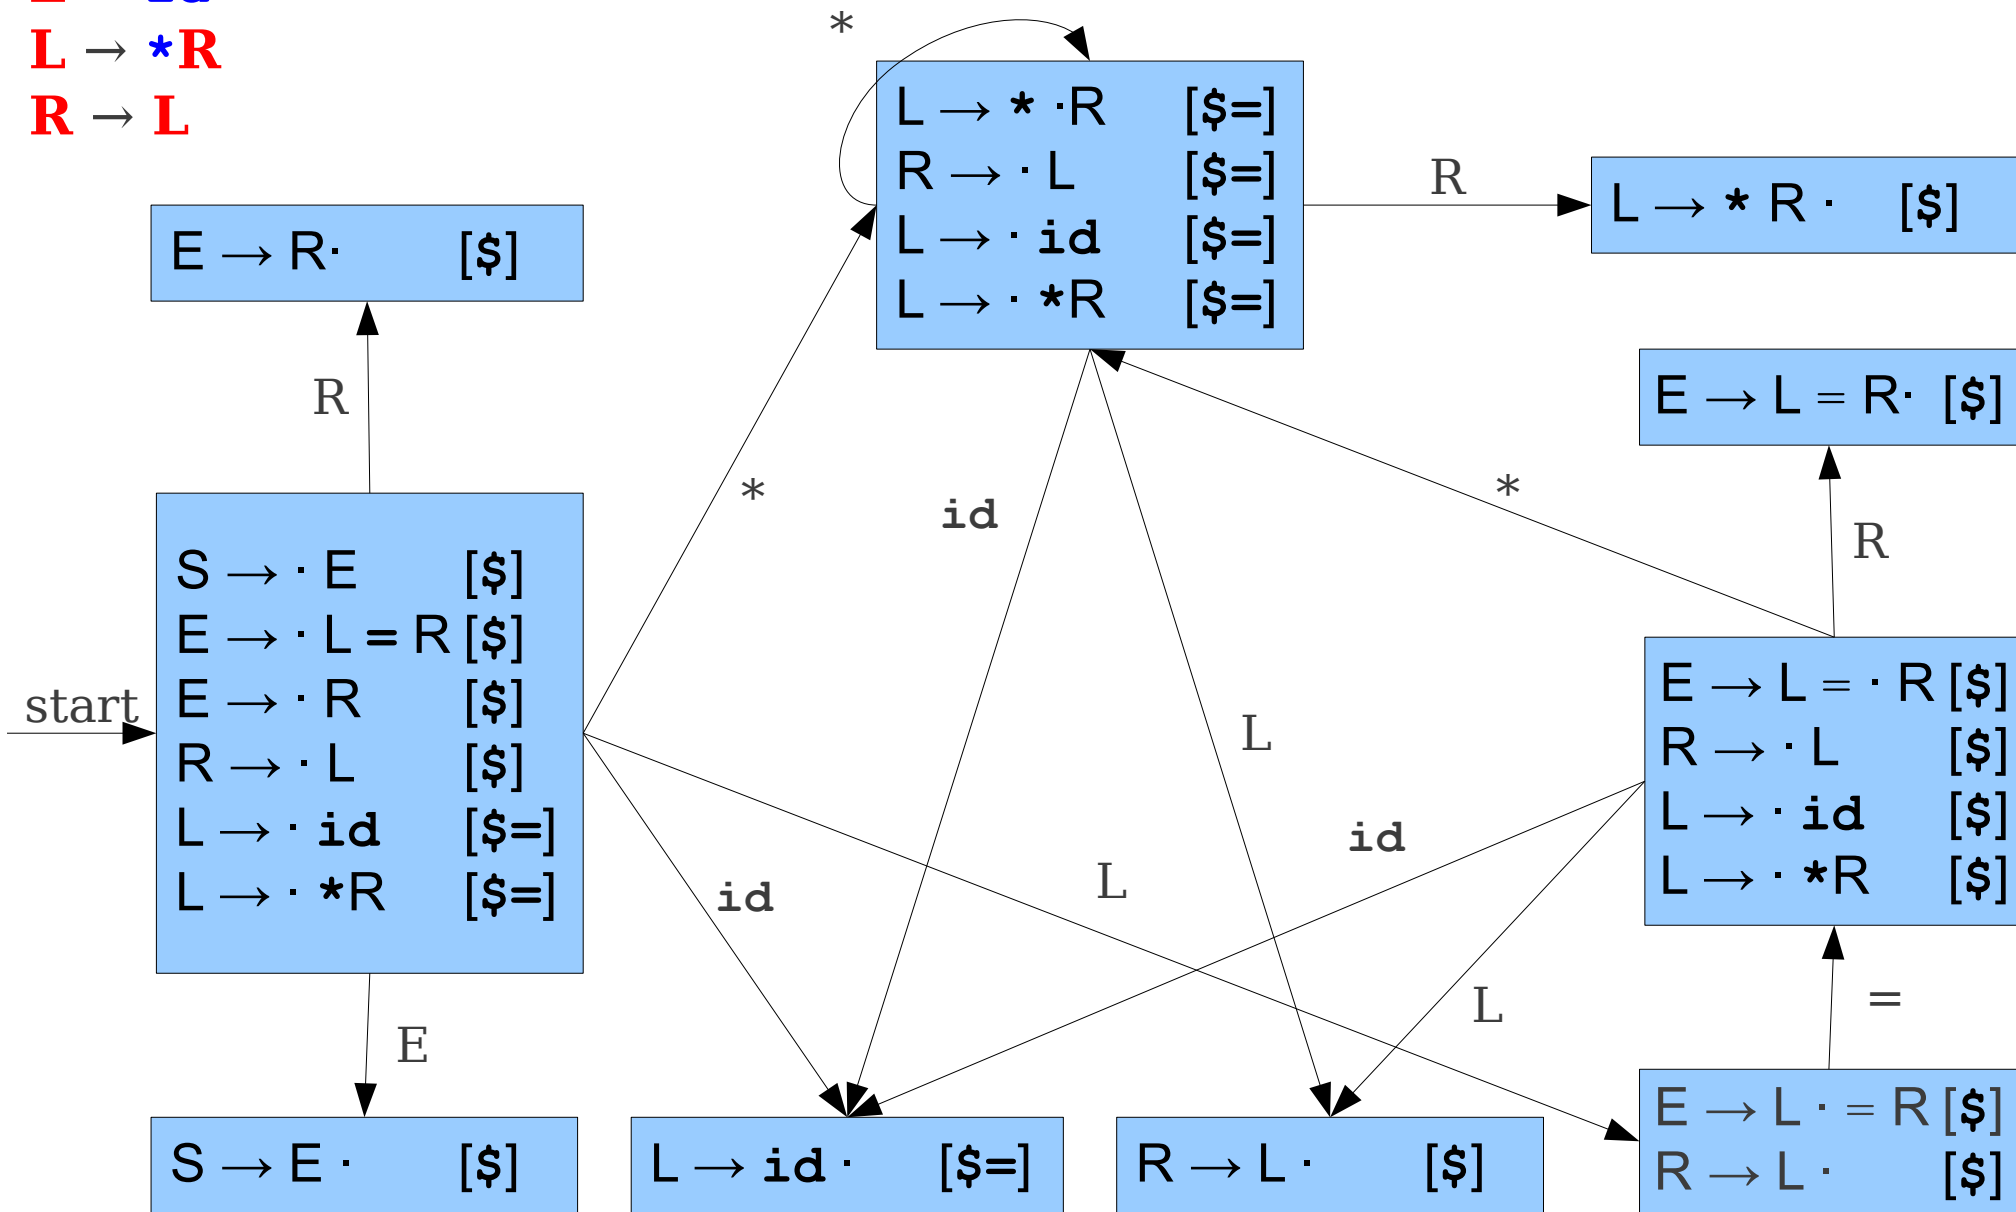 L → *R
R → L
*
L → * ·R [$=]
R → · L [$=]
L → · id [$=]
L → · *R [$=]
R
L → * R · [$]
E → R· [$]
R
E → L = R· [$]
R
*
*
id
start
S → · E [$]
E → · L = R [$]
E → · R [$]
R → · L [$]
L → · id [$=]
L → · *R [$=]
E → L = · R [$]
R → · L [$]
L → · id [$]
L → · *R [$]
L
id
L
id
L
=
E
S → E · [$]
L → id · [$=]
R → L · [$]
E → L · = R [$]
R → L · [$]